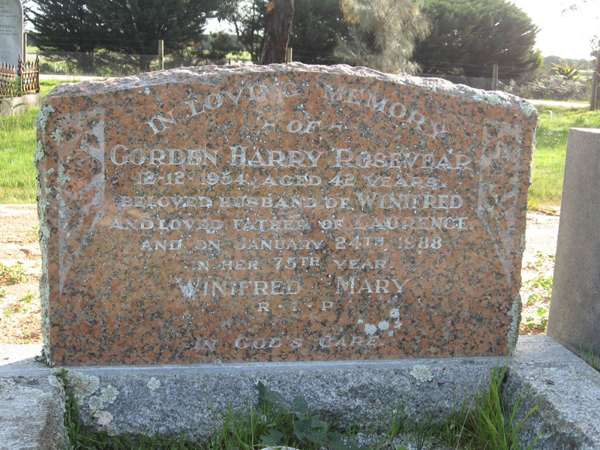 IN LOVING MEMORY
OF
GORDON HARRY ROSEVEAR
12·12·1954, AGED 42 YEARS.
BELOVED HUSBAND OF WINIFRED
AND LOVED FATHER OF LAURENCE.
AND ON JANUARY 24TH 1988
IN HER 75TH YEAR
WINIFRED MARY
R · I · P
IN GOD'S CARE.